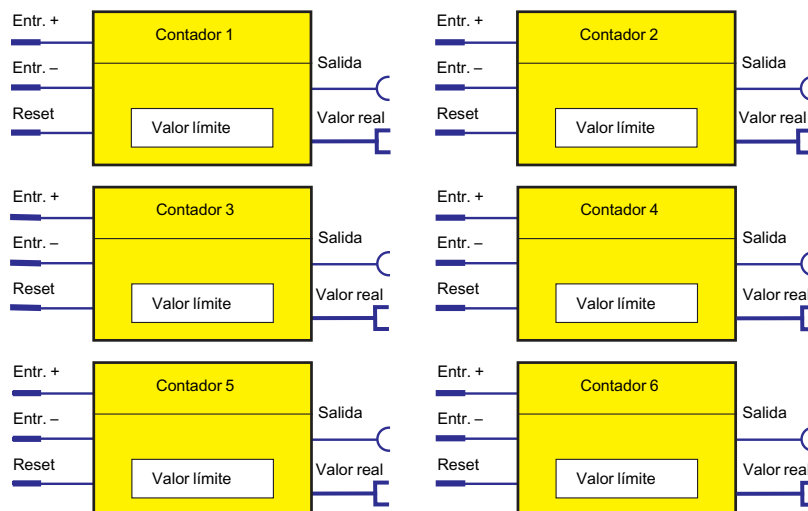 Entr. +
Contador 1
Entr. –
Salida
Reset
Valor límite
Valor real
Entr. +
Contador 2
Entr. –
Salida
Reset
Valor límite
Valor real
Entr. +
Contador 3
Entr. –
Salida
Reset
Valor límite
Valor real
Entr. +
Contador 4
Entr. –
Salida
Reset
Valor límite
Valor real
Entr. +
Contador 5
Entr. –
Salida
Reset
Valor límite
Valor real
Entr. +
Contador 6
Entr. –
Salida
Reset
Valor límite
Valor real